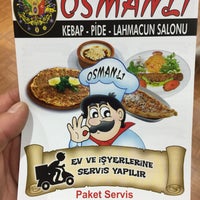 OSMANLI
KEBAP - PİDE - LAHMACUN SALONU
OSMANLI
EV VE İŞYERLERİNE
SERVİS YAPILIR
Paket Servis